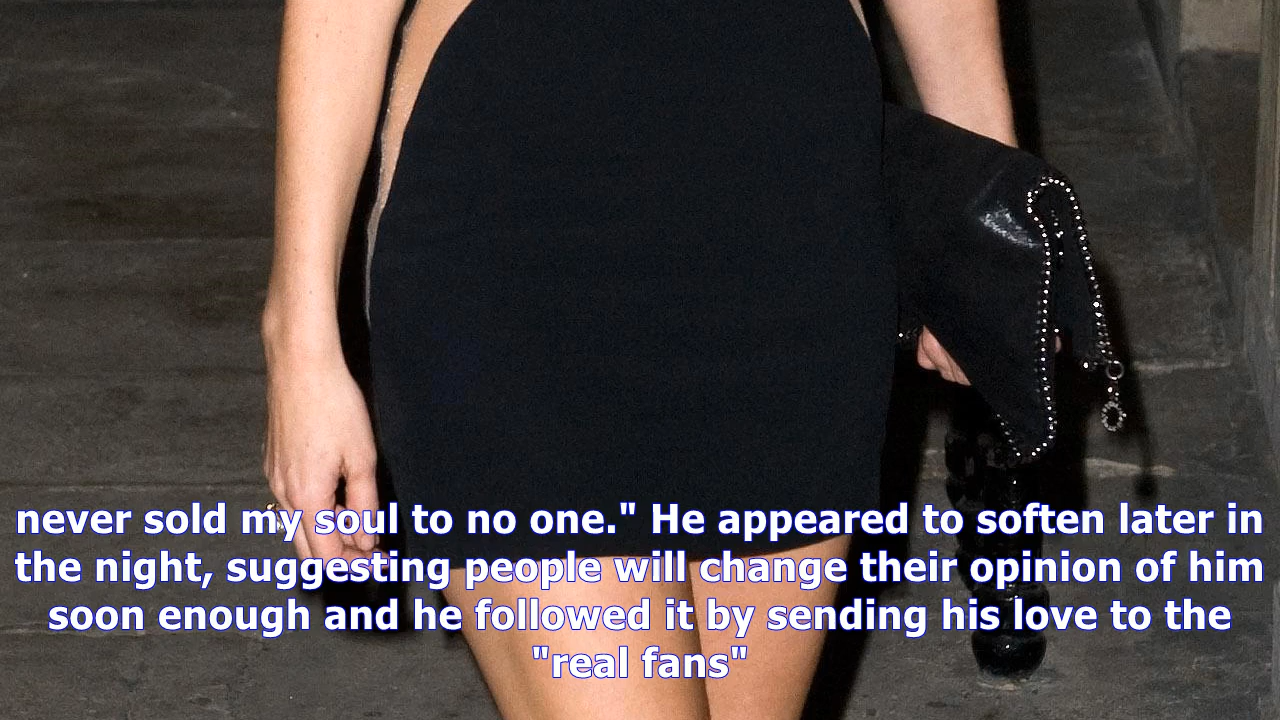 never sold my soul to no one." He appeared to soften later in
the night, suggesting people will change their opinion of him
soon enough and he followed it by sending his love to the
"real fans"